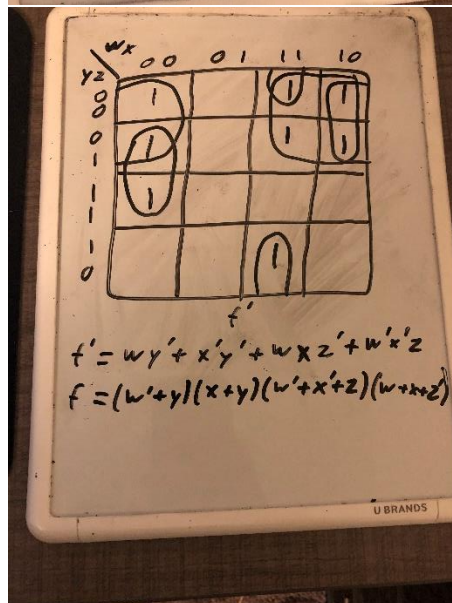 wx
00 01 11 10
yz
00 1 1 1
01 1 1 1
11 1
10 1
f'
f' = wy' + x'y' + wxz' + w'x'z
f = (w'+y)(x+y)(w'+x'+z)(w+x+z')
U BRANDS